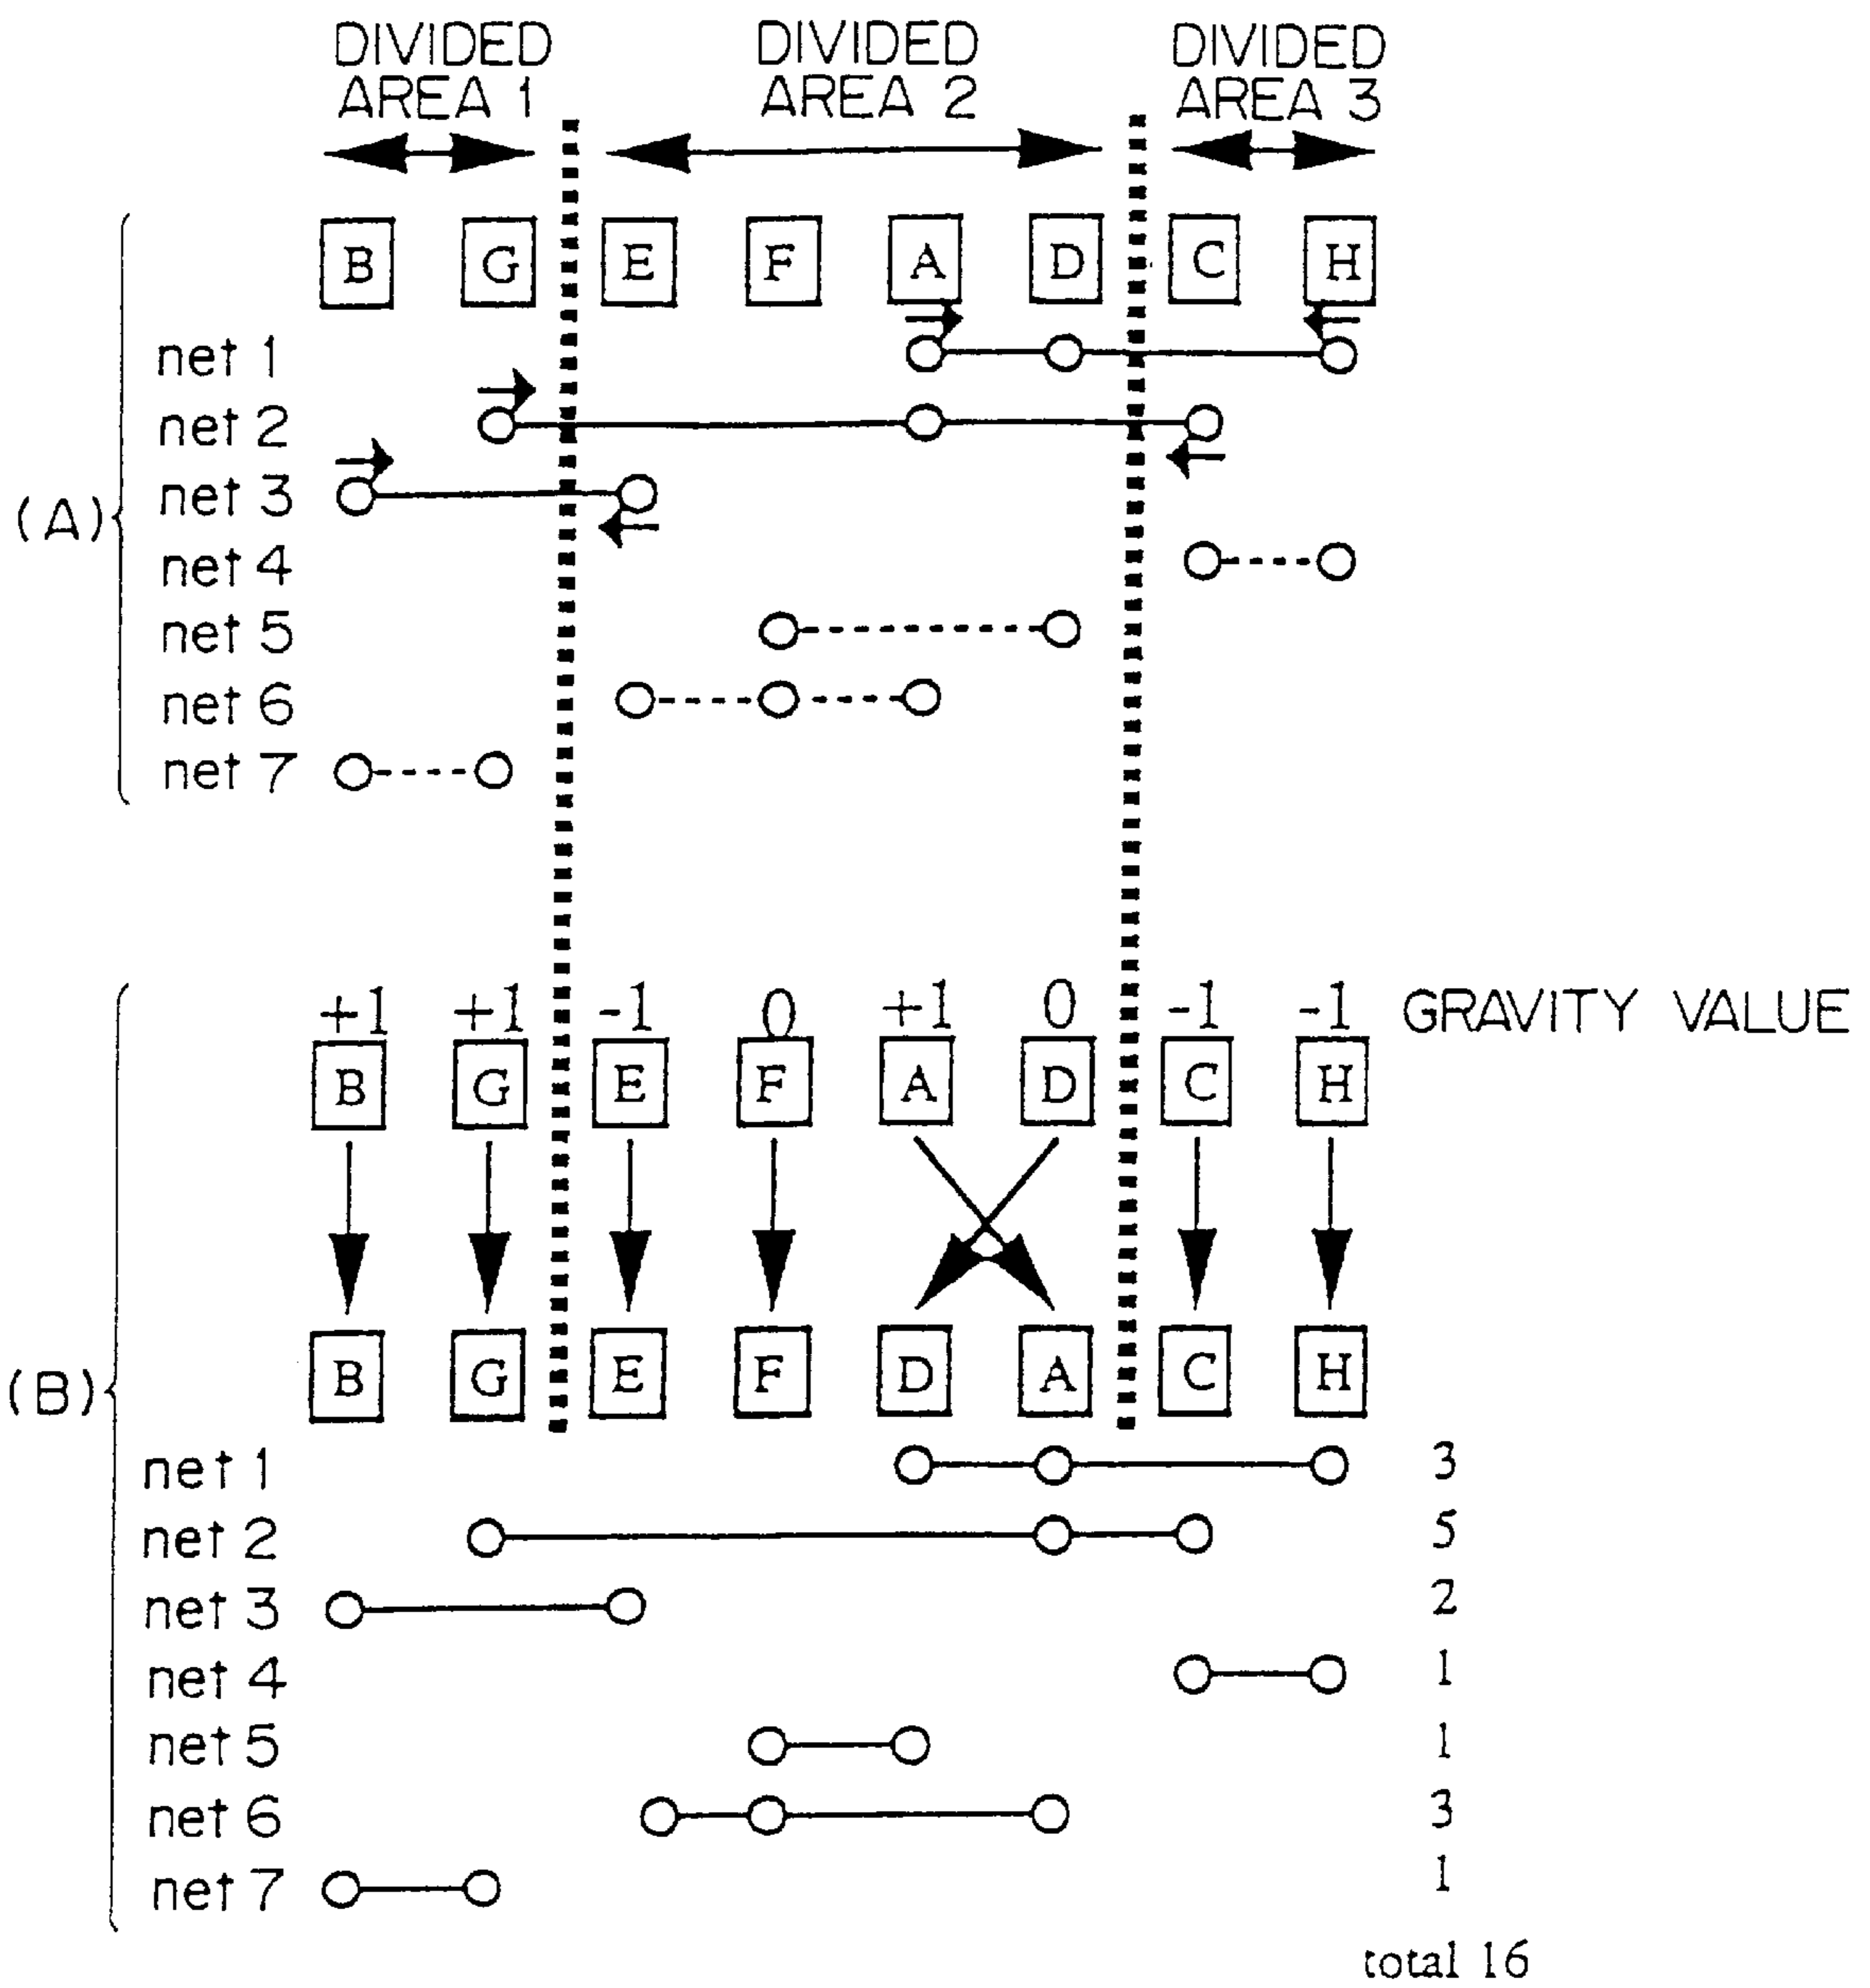 DIVIDED DIVIDED DIVIDED
AREA 1 AREA 2 AREA 3
B G E F A D C H
net 1
net 2
net 3
(A)
net 4
net 5
net 6
net 7
+1 +1 -1 0 +1 0 -1 -1 GRAVITY VALUE
B G E F A D C H
B G E F D A C H
(B)
net 1 3
net 2 5
net 3 2
net 4 1
net 5 1
net 6 3
net 7 1
total 16